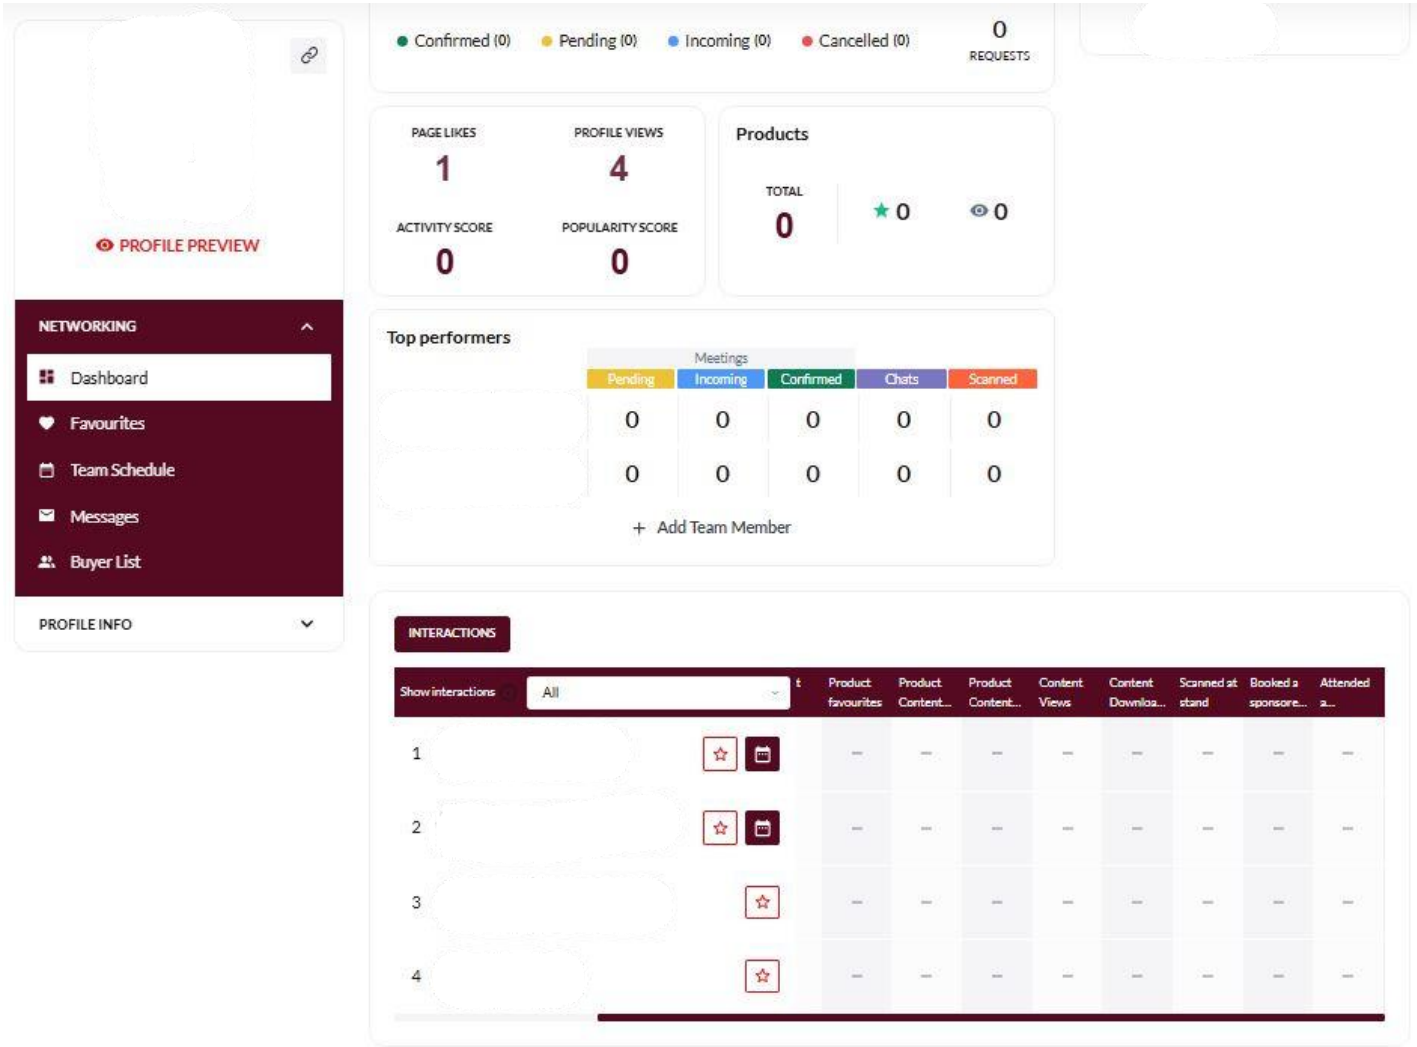 Confirmed (0) Pending (0) Incoming (0) Cancelled (0)
0
REQUESTS
PROFILE PREVIEW
NETWORKING
Dashboard
Favourites
Team Schedule
Messages
Buyer List
PROFILE INFO
PAGE LIKES PROFILE VIEWS
1 4
ACTIVITY SCORE POPULARITY SCORE
0 0
Products
TOTAL
0 0 0
Top performers
Meetings
Pending Incoming Confirmed Chats Scanned
0 0 0 0 0
0 0 0 0 0
+ Add Team Member
INTERACTIONS
Show interactions All t Product favourites Product Content... Product Content... Content Views Content Downloa... Scanned at stand Booked a sponsore... Attended a...
1 – – – – – – – –
2 – – – – – – – –
3 – – – – – – – –
4 – – – – – – – –